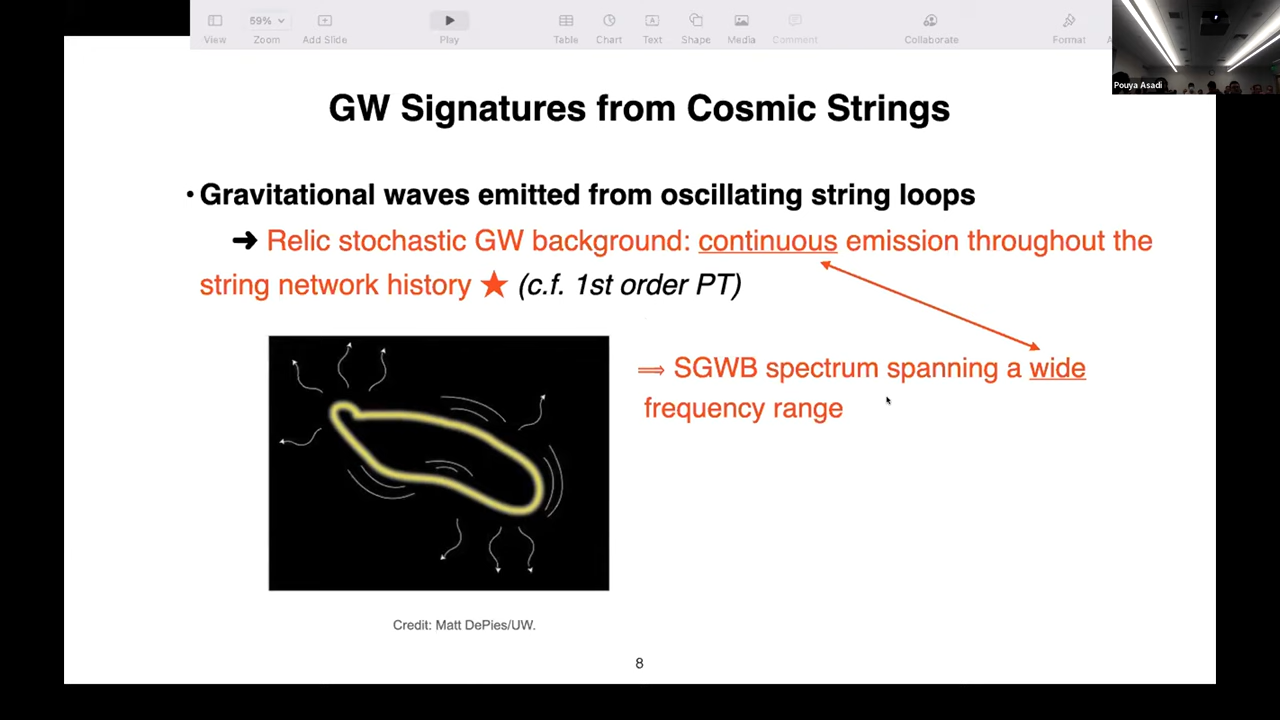 69%
View
Zoom
Add Slide
Play
Table
Chart
Text
Shape
Media
Comment
Collaborate
Format
Pouya Asadi
GW Signatures from Cosmic Strings
• Gravitational waves emitted from oscillating string loops
➜ Relic stochastic GW background: continuous emission throughout the
string network history ★ (c.f. 1st order PT)
⟹ SGWB spectrum spanning a wide
frequency range
Credit: Matt DePies/UW.
8